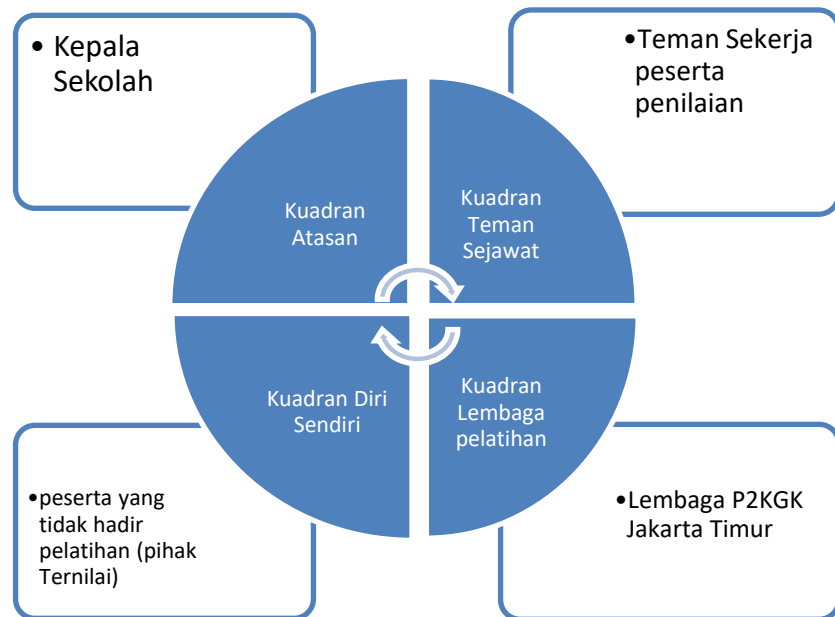 • Kepala
Sekolah
•Teman Sekerja
peserta
penilaian
Kuadran
Atasan
Kuadran
Teman
Sejawat
Kuadran Diri
Sendiri
Kuadran
Lembaga
pelatihan
•peserta yang
tidak hadir
pelatihan (pihak
Ternilai)
•Lembaga P2KGK
Jakarta Timur